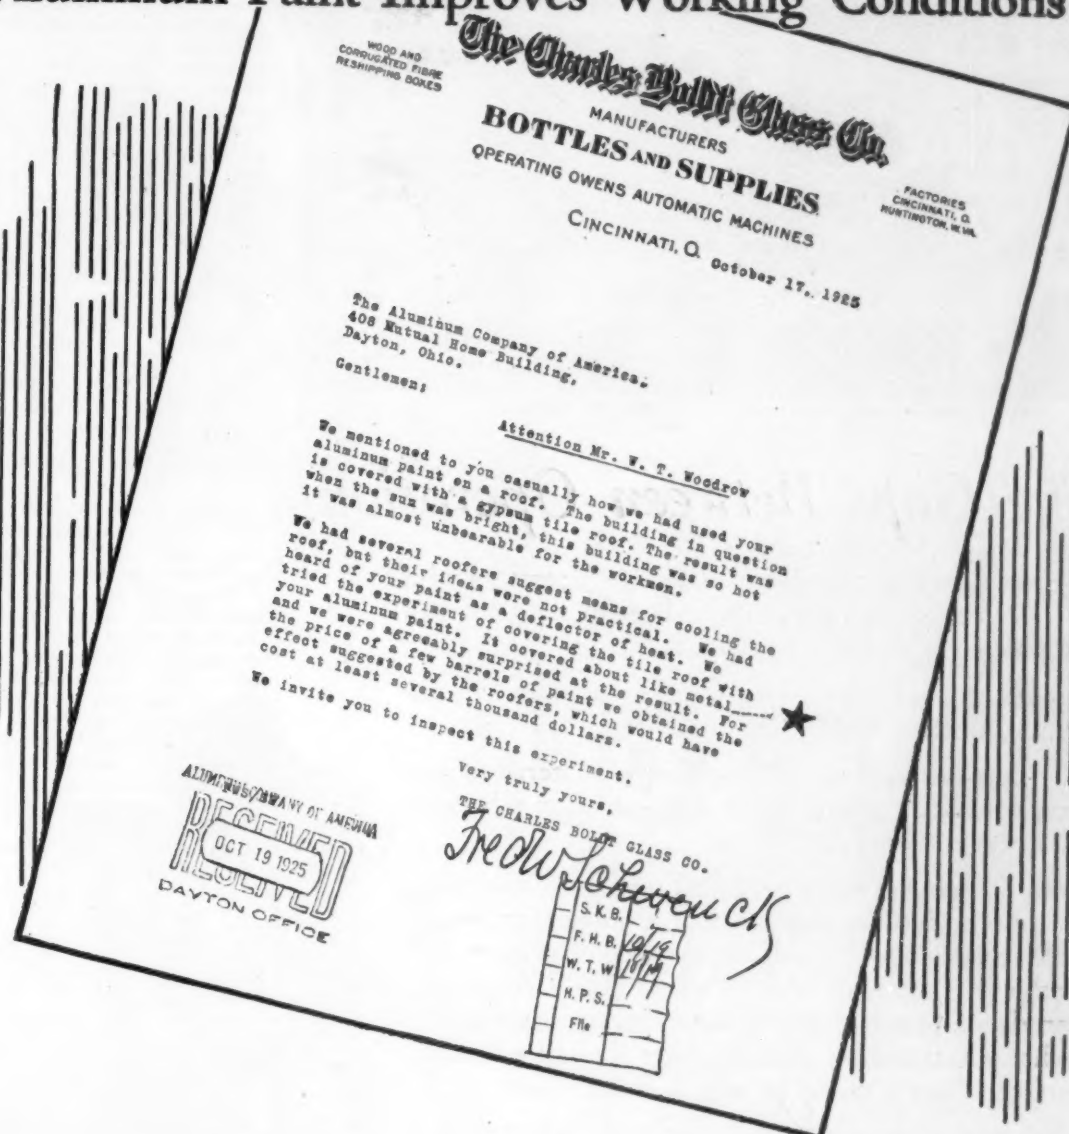 Aluminum Paint Improves Working Conditions
WOOD AND
CORRUGATED FIBRE
RESHIPPING BOXES
The Charles Boldt Glass Co.
MANUFACTURERS
BOTTLES AND SUPPLIES
OPERATING OWENS AUTOMATIC MACHINES
FACTORIES
CINCINNATI, O.
HUNTINGTON, W. VA.
CINCINNATI, O. October 17, 1925
The Aluminum Company of America.
408 Mutual Home Building,
Dayton, Ohio.
Gentlemen:
Attention Mr. W. T. Woodrow
We mentioned to you casually how we had used your
aluminum paint on a roof. The building in question
is covered with a gypsum tile roof. The result was
when the sun was bright, this building was so hot
it was almost unbearable for the workmen.
We had several roofers suggest means for cooling the
roof, but their ideas were not practical. We had
heard of your paint as a deflector of heat. We
tried the experiment of covering the tile roof with
your aluminum paint. It covered about like metal
and we were agreeably surprised at the result. For
the price of a few barrels of paint we obtained the
effect suggested by the roofers, which would have
cost at least several thousand dollars.
We invite you to inspect this experiment.
Very truly yours,
THE CHARLES BOLDT GLASS CO.
Fred W Schwenck
ALUMINUM COMPANY OF AMERICA
RECEIVED
OCT 19 1925
DAYTON OFFICE
S. K. B.
F. H. B. 10/19
W. T. W. 10/19
H. P. S.
File